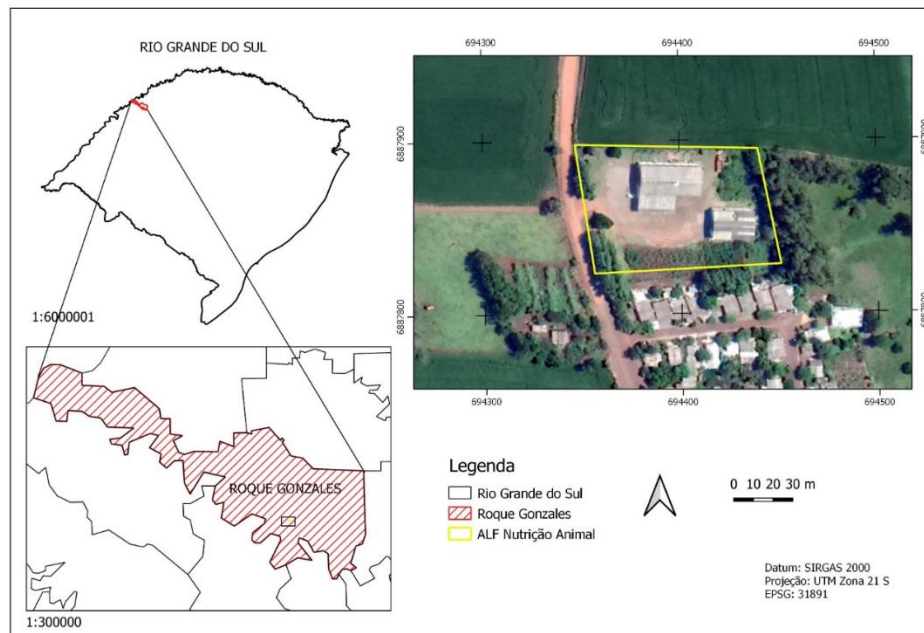 RIO GRANDE DO SUL
1:6000001
ROQUE GONZALES
1:300000
694300
694400
694500
6887900
6887800
6887900
6887800
694300
694400
694500
Legenda
Rio Grande do Sul
Roque Gonzales
ALF Nutrição Animal
0 10 20 30 m
Datum: SIRGAS 2000
Projeção: UTM Zona 21 S
EPSG: 31891